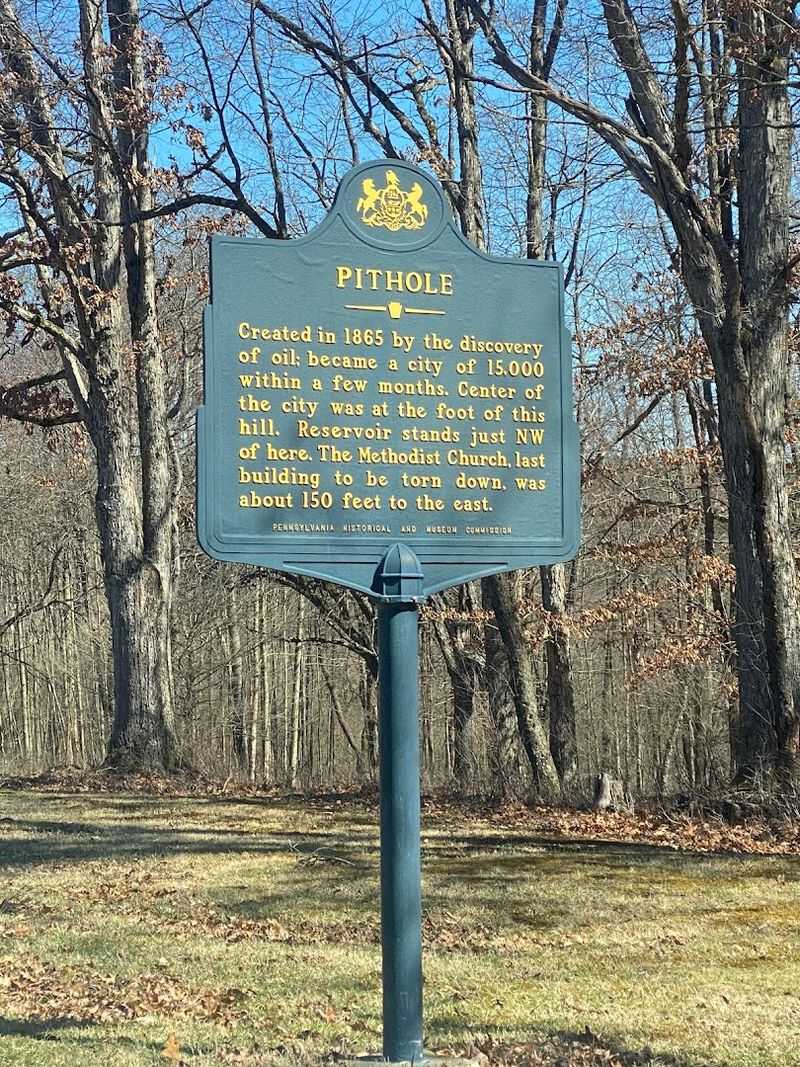 PITHOLE
Created in 1865 by the discovery
of oil; became a city of 15,000
within a few months. Center of
the city was at the foot of this
hill. Reservoir stands just NW
of here. The Methodist Church, last
building to be torn down, was
about 150 feet to the east.
PENNSYLVANIA HISTORICAL AND MUSEUM COMMISSION